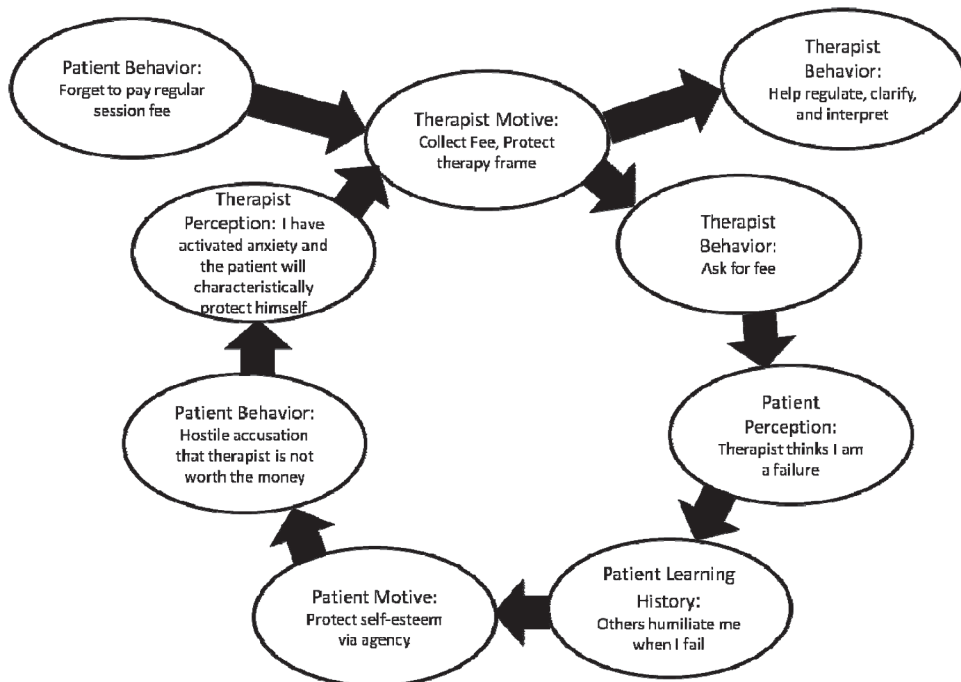 Patient Behavior:
Forget to pay regular
session fee
Therapist Motive:
Collect Fee, Protect
therapy frame
Therapist
Behavior:
Help regulate, clarify,
and interpret
Therapist
Behavior:
Ask for fee
Patient
Perception:
Therapist thinks I am
a failure
Patient Learning
History:
Others humiliate me
when I fail
Patient Motive:
Protect self-esteem
via agency
Patient Behavior:
Hostile accusation
that therapist is not
worth the money
Therapist
Perception: I have
activated anxiety and
the patient will
characteristically
protect himself